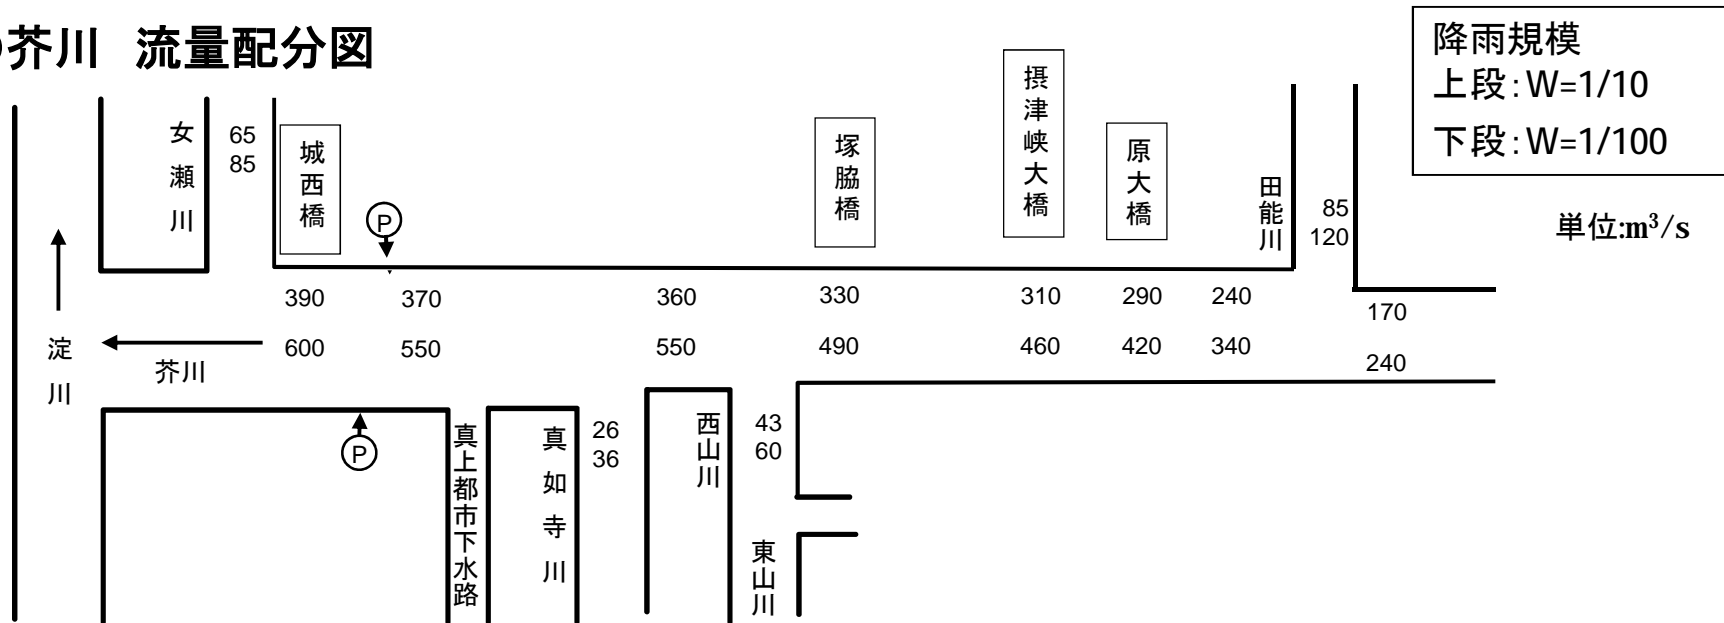 芥川 流量配分図
降雨規模
上段:W=1/10
下段:W=1/100
単位:m³/s
女瀬川
65
85
城西橋
P
塚脇橋
摂津峡大橋
原大橋
田能川
85
120
390 370 360 330 310 290 240 170
600 550 550 490 460 420 340 240
淀川
芥川
P
真上都市下水路
真如寺川
26
36
西山川
43
60
東山川